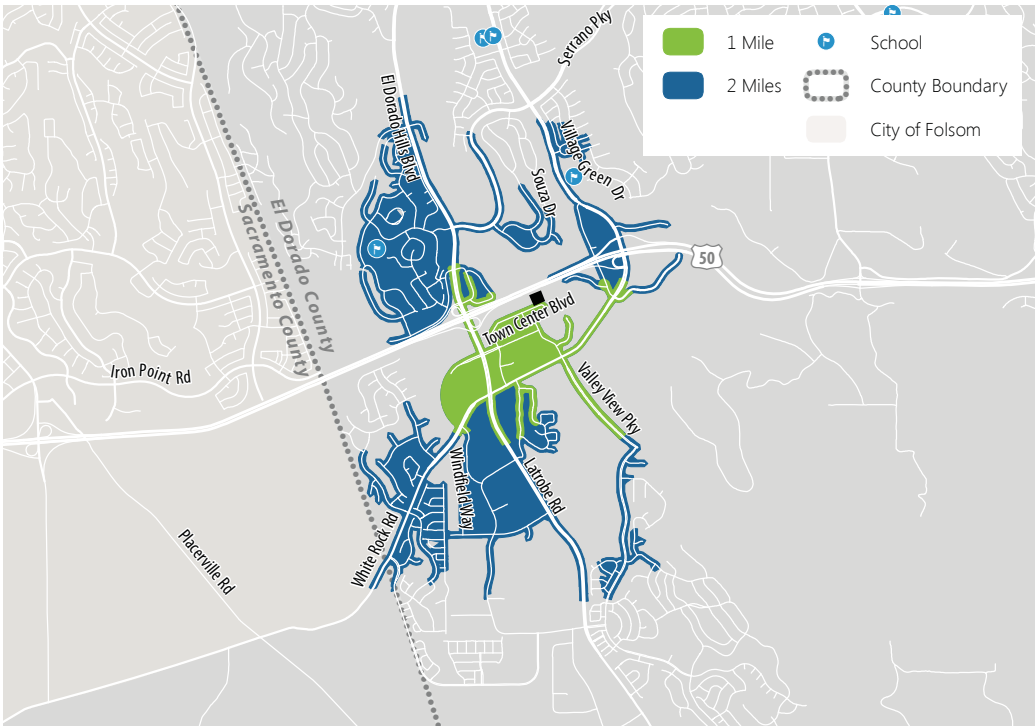 1 Mile
School
2 Miles
County Boundary
City of Folsom
Serrano Pky
El Dorado Hills Blvd
Village Green Dr
Souza Dr
El Dorado County
Sacramento County
50
Town Center Blvd
Iron Point Rd
Valley View Pky
Windfield Way
Latrobe Rd
White Rock Rd
Placerville Rd